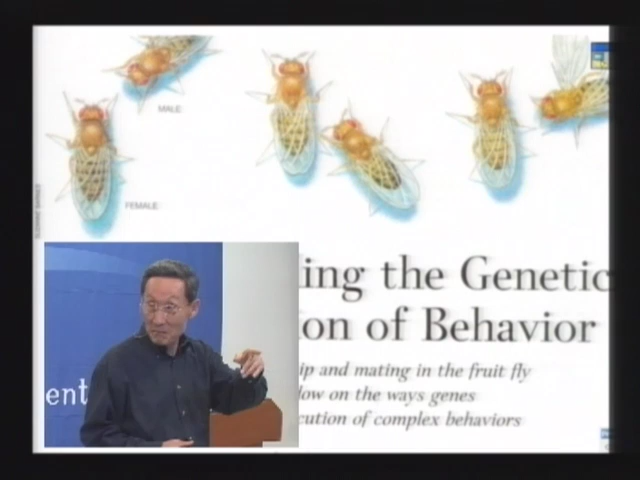 MALE
FEMALE
ing the Genetic
ion of Behavior
ip and mating in the fruit fly
low on the ways genes
cution of complex behaviors
ent